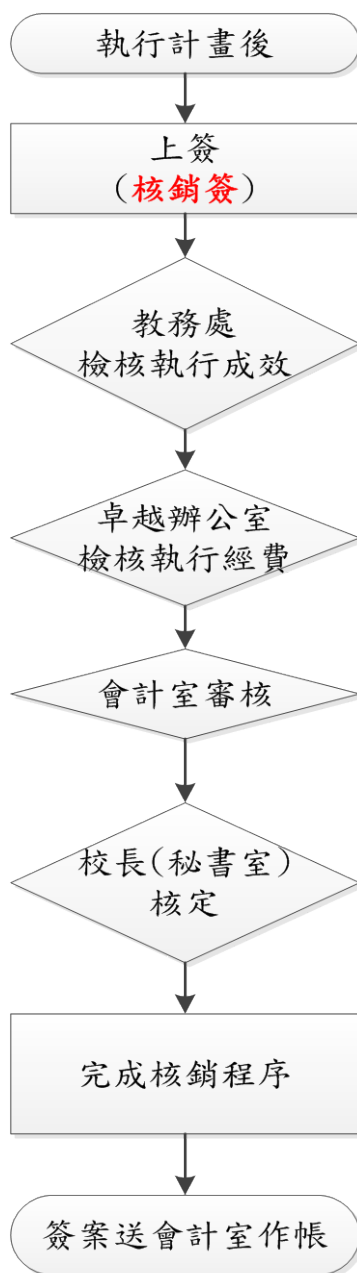 執行計畫後
上簽
(核銷簽)
教務處
檢核執行成效
卓越辦公室
檢核執行經費
會計室審核
校長(秘書室)
核定
完成核銷程序
簽案送會計室作帳